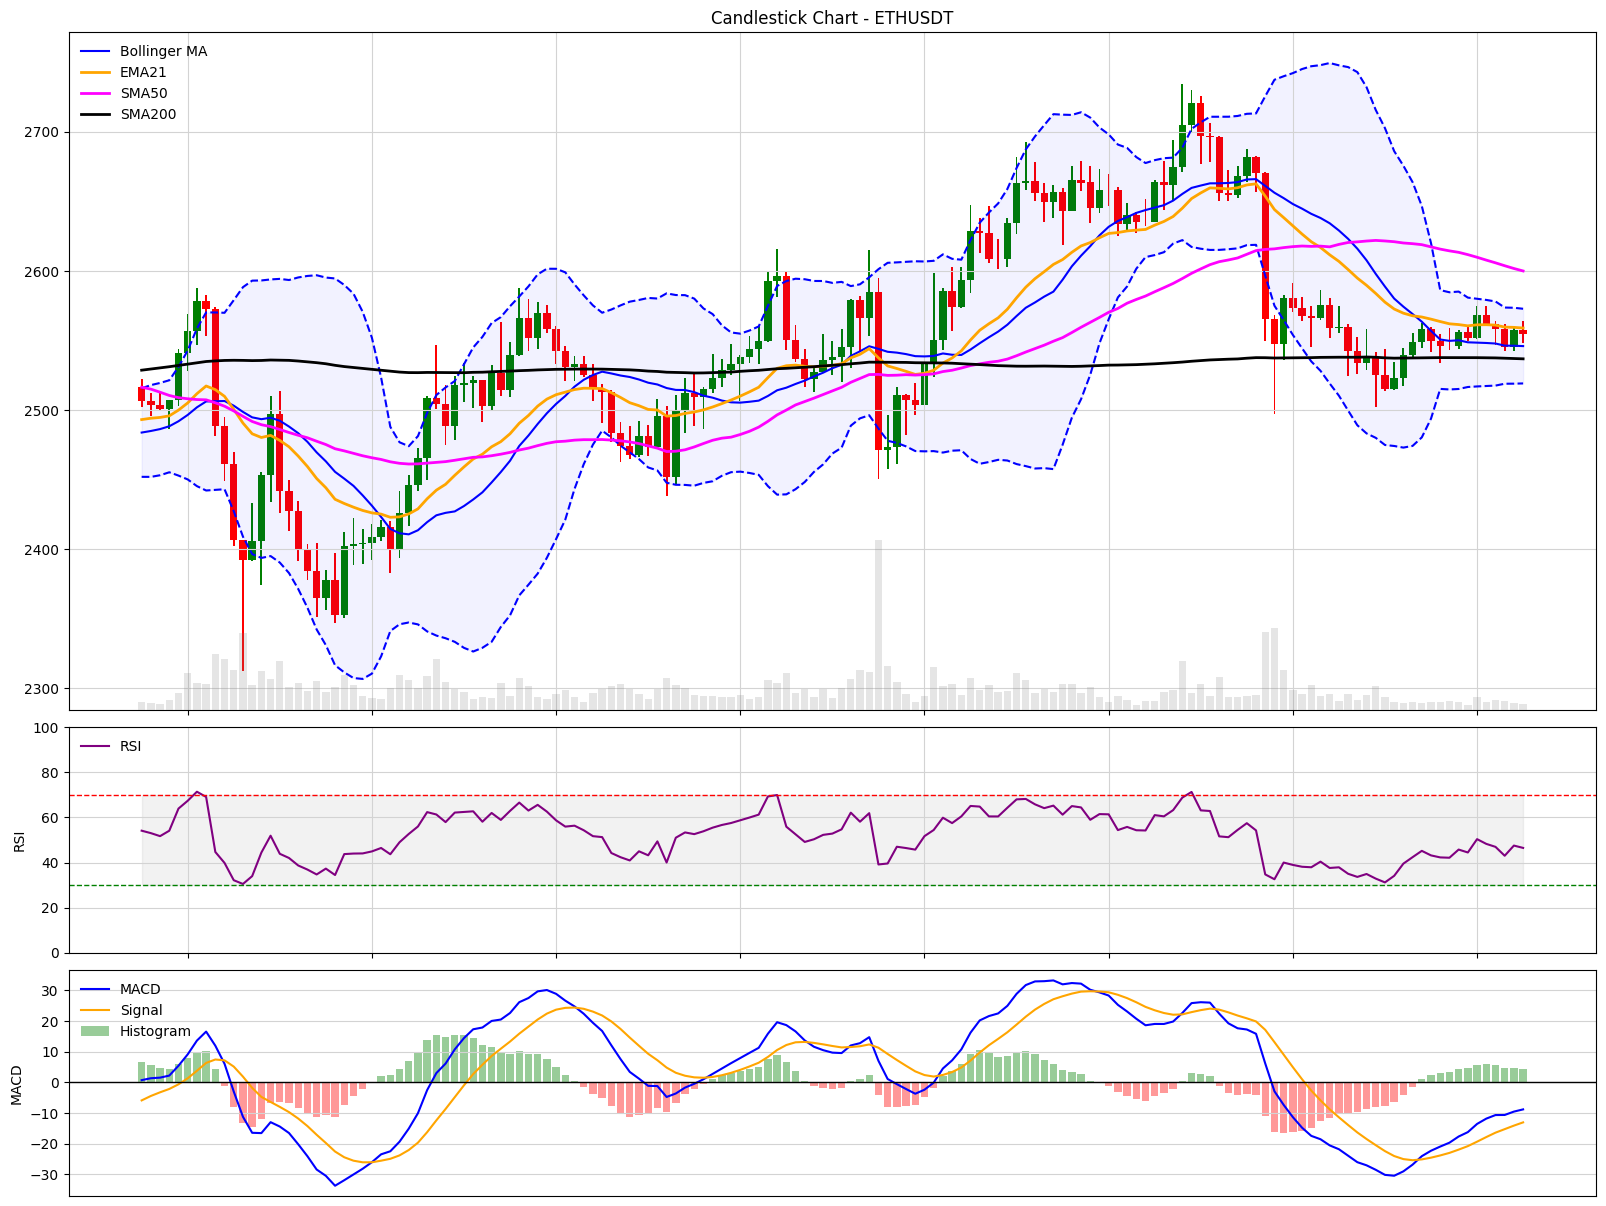 Candlestick Chart - ETHUSDT
Bollinger MA
EMA21
SMA50
SMA200
2700
2600
2500
2400
2300
RSI
100
80
60
40
20
0
RSI
MACD
Signal
Histogram
30
20
10
0
−10
−20
−30
MACD